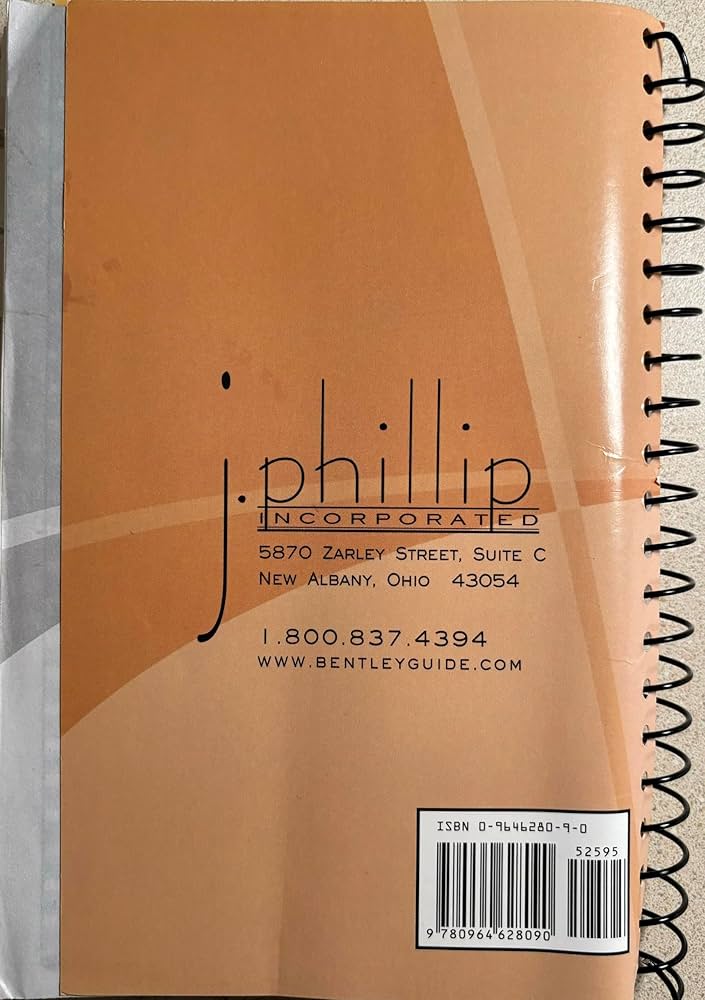 j.phillip
INCORPORATED
5870 ZARLEY STREET, SUITE C
NEW ALBANY, OHIO 43054
1.800.837.4394
WWW.BENTLEYGUIDE.COM
ISBN 0-9646280-9-0
52595
9 780964 628090